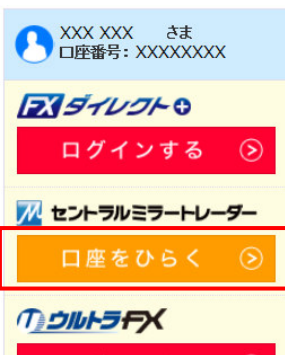 XXX XXX さま
口座番号: XXXXXXXX
FXダイレクト+
ログインする
セントラルミラートレーダー
口座をひらく
ウルトラFX